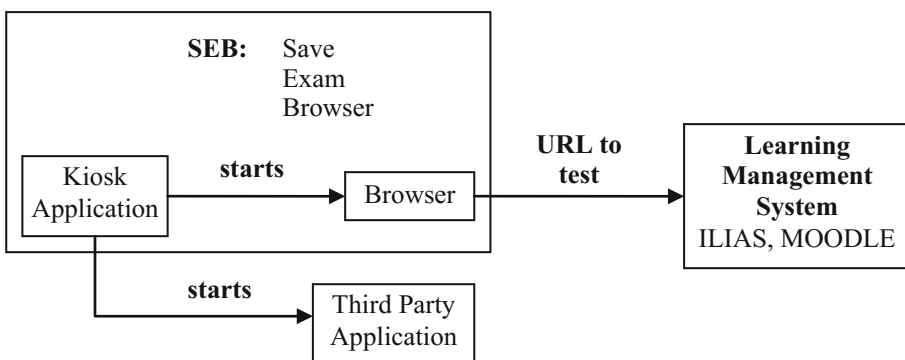 SEB: Save
Exam
Browser
Kiosk
Application
starts
Browser
URL to
test
Learning
Management
System
ILIAS, MOODLE
starts
Third Party
Application